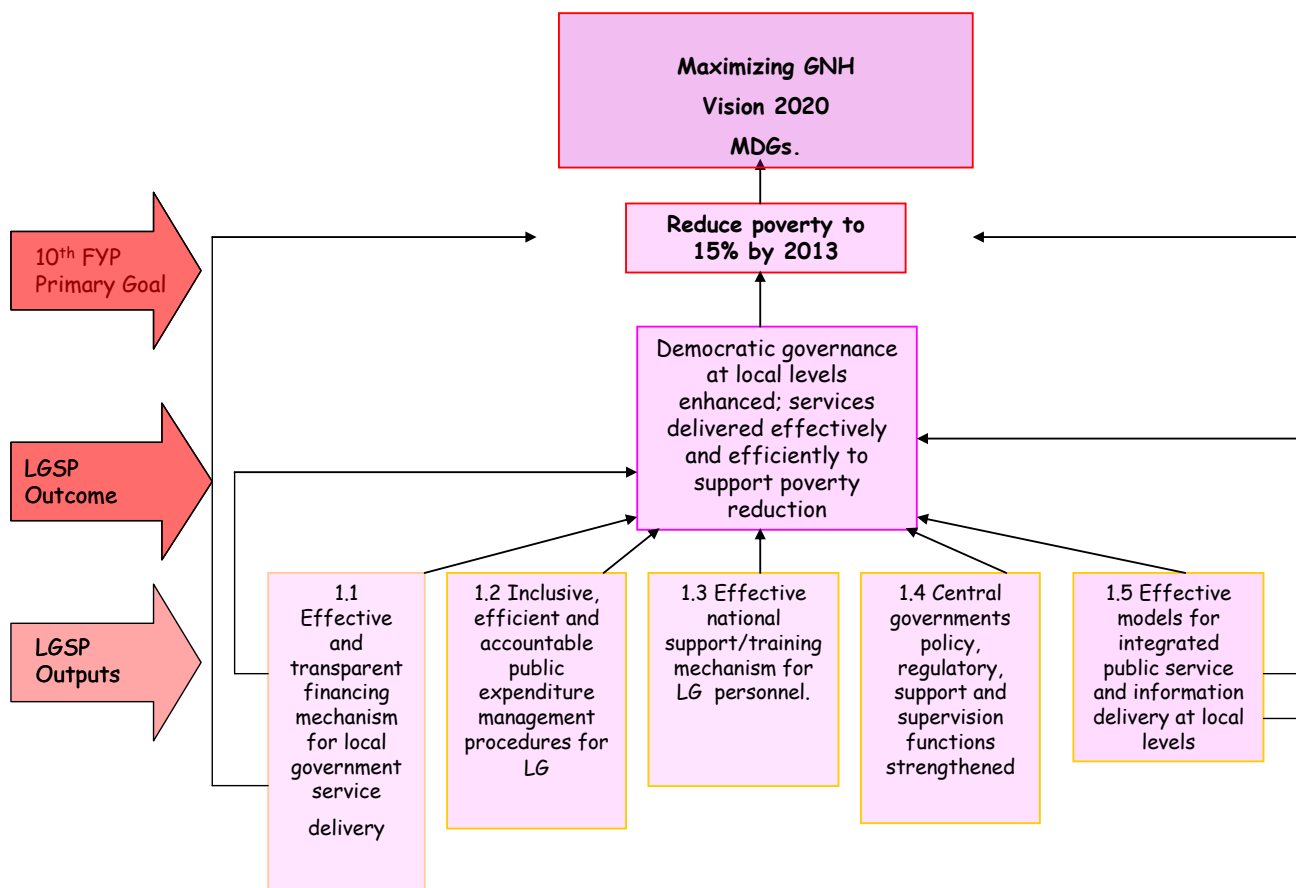 Maximizing GNH
Vision 2020
MDGs.
10th FYP
Primary Goal
Reduce poverty to
15% by 2013
Democratic governance
at local levels
enhanced; services
delivered effectively
and efficiently to
support poverty
reduction
LGSP
Outcome
LGSP
Outputs
1.1
Effective
and
transparent
financing
mechanism
for local
government
service
delivery
1.2 Inclusive,
efficient and
accountable
public
expenditure
management
procedures for
LG
1.3 Effective
national
support/training
mechanism for
LG personnel.
1.4 Central
governments
policy,
regulatory,
support and
supervision
functions
strengthened
1.5 Effective
models for
integrated
public service
and information
delivery at local
levels